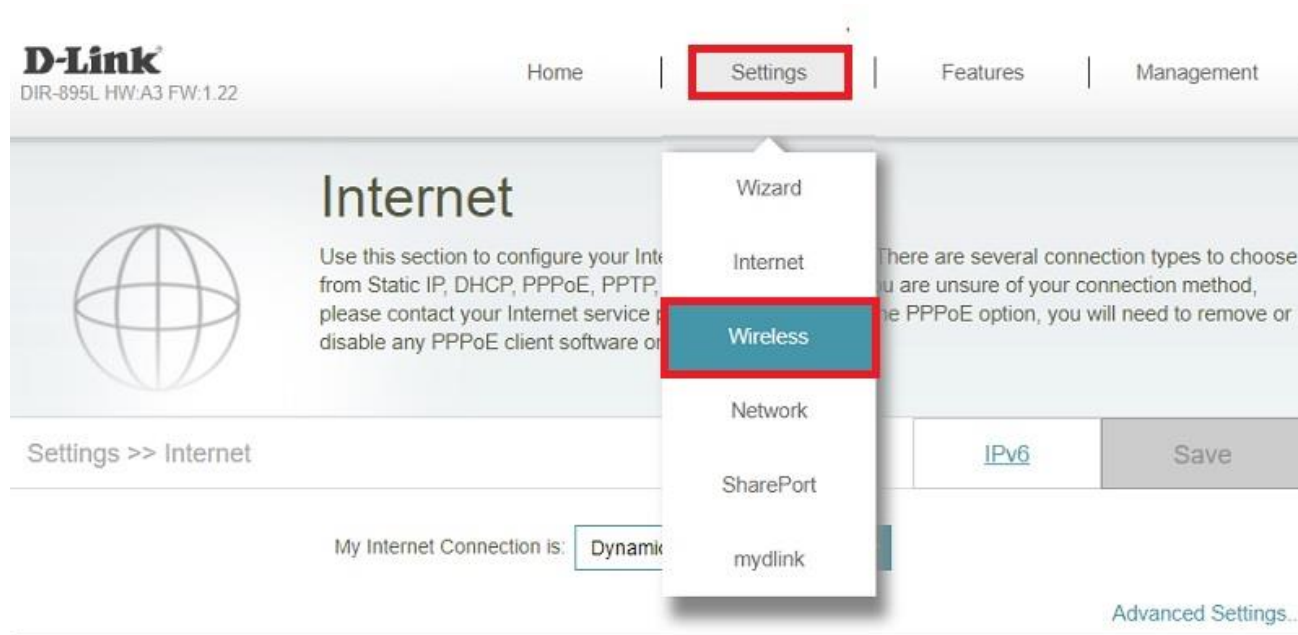 D-Link
DIR-895L HW:A3 FW:1.22
Home
Settings
Features
Management
Internet
Use this section to configure your Inte
There are several connection types to choose
from Static IP, DHCP, PPPoE, PPTP,
u are unsure of your connection method,
please contact your Internet service p
he PPPoE option, you will need to remove or
disable any PPPoE client software or
Wizard
Internet
Wireless
Network
SharePort
mydlink
Settings >> Internet
IPv6
Save
My Internet Connection is:
Dynamic
Advanced Settings..